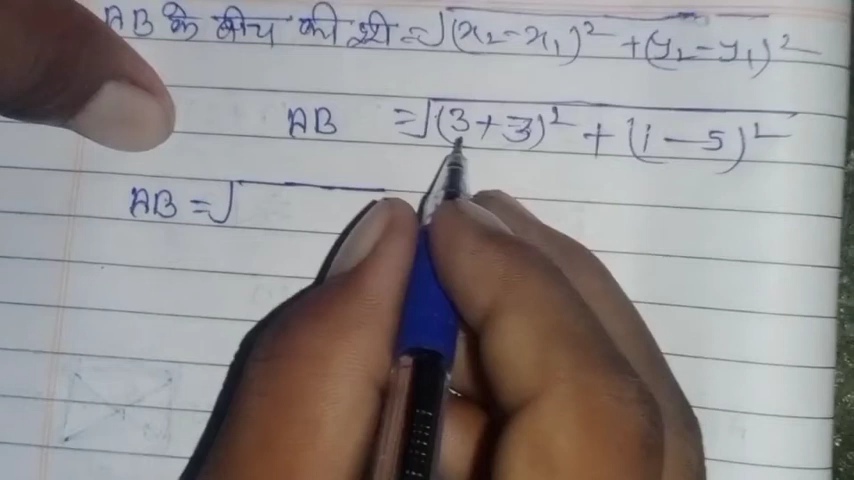 AB के बीच की दूरी = √(x₂-x₁)² + (y₂-y₁)²
AB = √(3+3)² + (1-5)²
AB = √